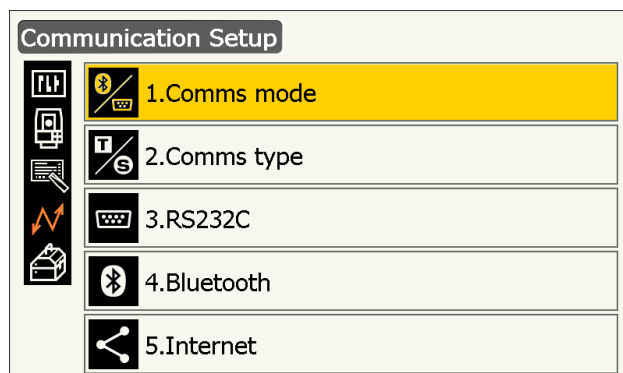 Communication Setup
1.Comms mode
T S 2.Comms type
3.RS232C
4.Bluetooth
5.Internet